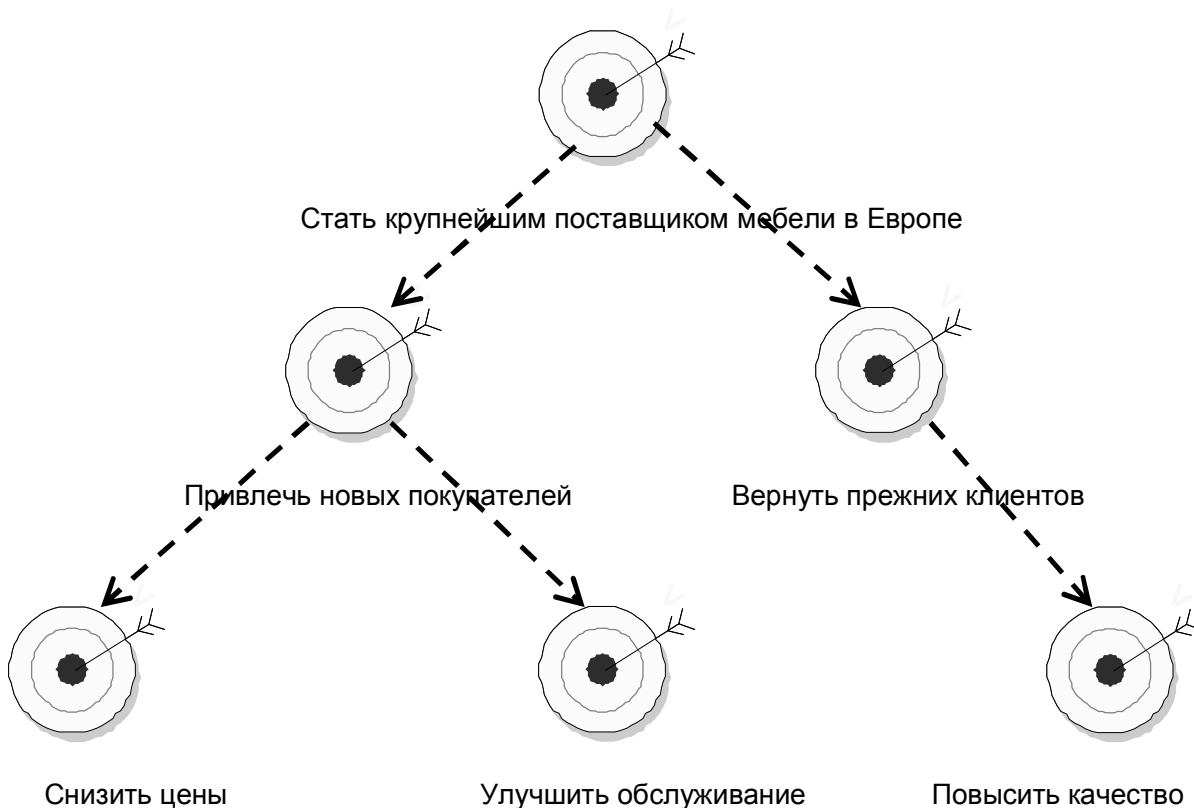 Стать крупнейшим поставщиком мебели в Европе
Привлечь новых покупателей
Вернуть прежних клиентов
Снизить цены
Улучшить обслуживание
Повысить качество